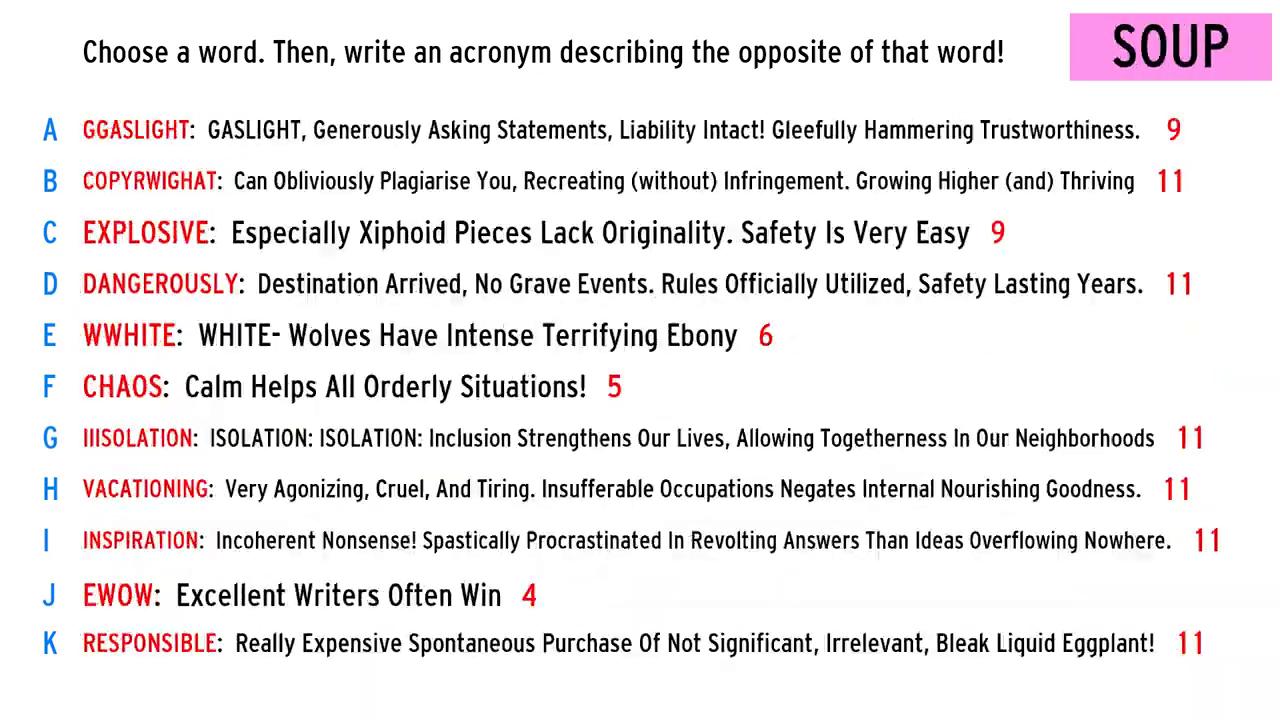 Choose a word. Then, write an acronym describing the opposite of that word!
SOUP
A GGASLIGHT: GASLIGHT, Generously Asking Statements, Liability Intact! Gleefully Hammering Trustworthiness. 9
B COPYRWIGHAT: Can Obliviously Plagiarise You, Recreating (without) Infringement. Growing Higher (and) Thriving 11
C EXPLOSIVE: Especially Xiphoid Pieces Lack Originality. Safety Is Very Easy 9
D DANGEROUSLY: Destination Arrived, No Grave Events. Rules Officially Utilized, Safety Lasting Years. 11
E WWHITE: WHITE- Wolves Have Intense Terrifying Ebony 6
F CHAOS: Calm Helps All Orderly Situations! 5
G IIISOLATION: ISOLATION: ISOLATION: Inclusion Strengthens Our Lives, Allowing Togetherness In Our Neighborhoods 11
H VACATIONING: Very Agonizing, Cruel, And Tiring. Insufferable Occupations Negates Internal Nourishing Goodness. 11
I INSPIRATION: Incoherent Nonsense! Spastically Procrastinated In Revolting Answers Than Ideas Overflowing Nowhere. 11
J EWOW: Excellent Writers Often Win 4
K RESPONSIBLE: Really Expensive Spontaneous Purchase Of Not Significant, Irrelevant, Bleak Liquid Eggplant! 11